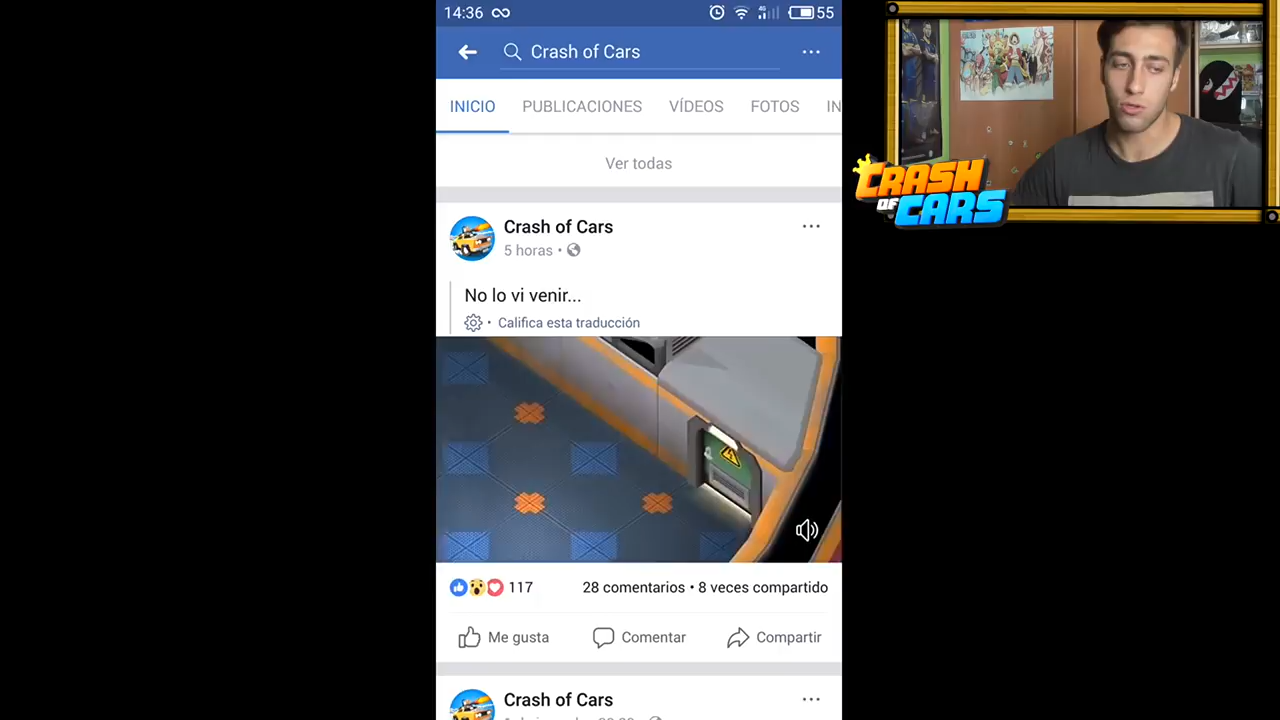 14:36
4G
55
Crash of Cars
INICIO PUBLICACIONES VÍDEOS FOTOS IN
Ver todas
Crash of Cars
5 horas •
No lo vi venir...
• Califica esta traducción
117 28 comentarios • 8 veces compartido
Me gusta Comentar Compartir
Crash of Cars
CRASH
OF
CARS